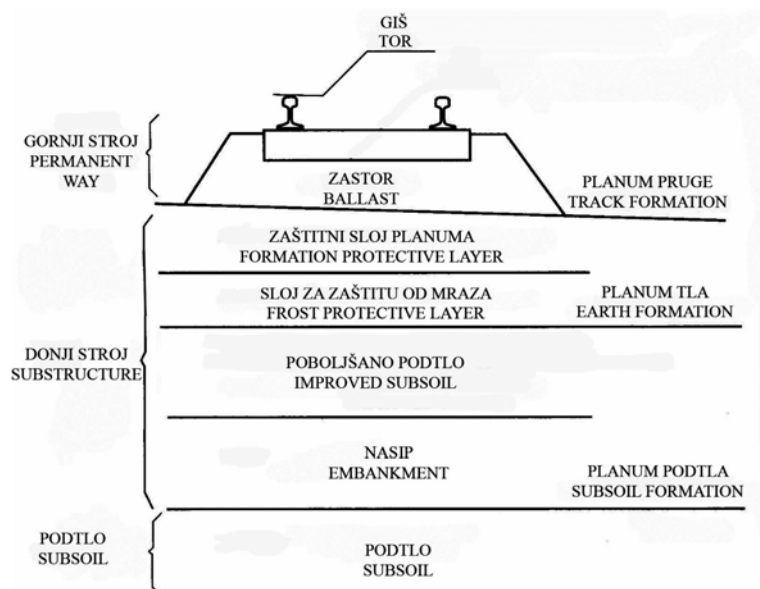 GIŠ
TOR
GORNJI STROJ
PERMANENT
WAY
ZASTOR
BALLAST
PLANUM PRUGE
TRACK FORMATION
ZAŠTITNI SLOJ PLANUMA
FORMATION PROTECTIVE LAYER
SLOJ ZA ZAŠTITU OD MRAZA
FROST PROTECTIVE LAYER
PLANUM TLA
EARTH FORMATION
DONJI STROJ
SUBSTRUCTURE
POBOLJŠANO PODTLO
IMPROVED SUBSOIL
NASIP
EMBANKMENT
PLANUM PODTLA
SUBSOIL FORMATION
PODTLO
SUBSOIL
PODTLO
SUBSOIL